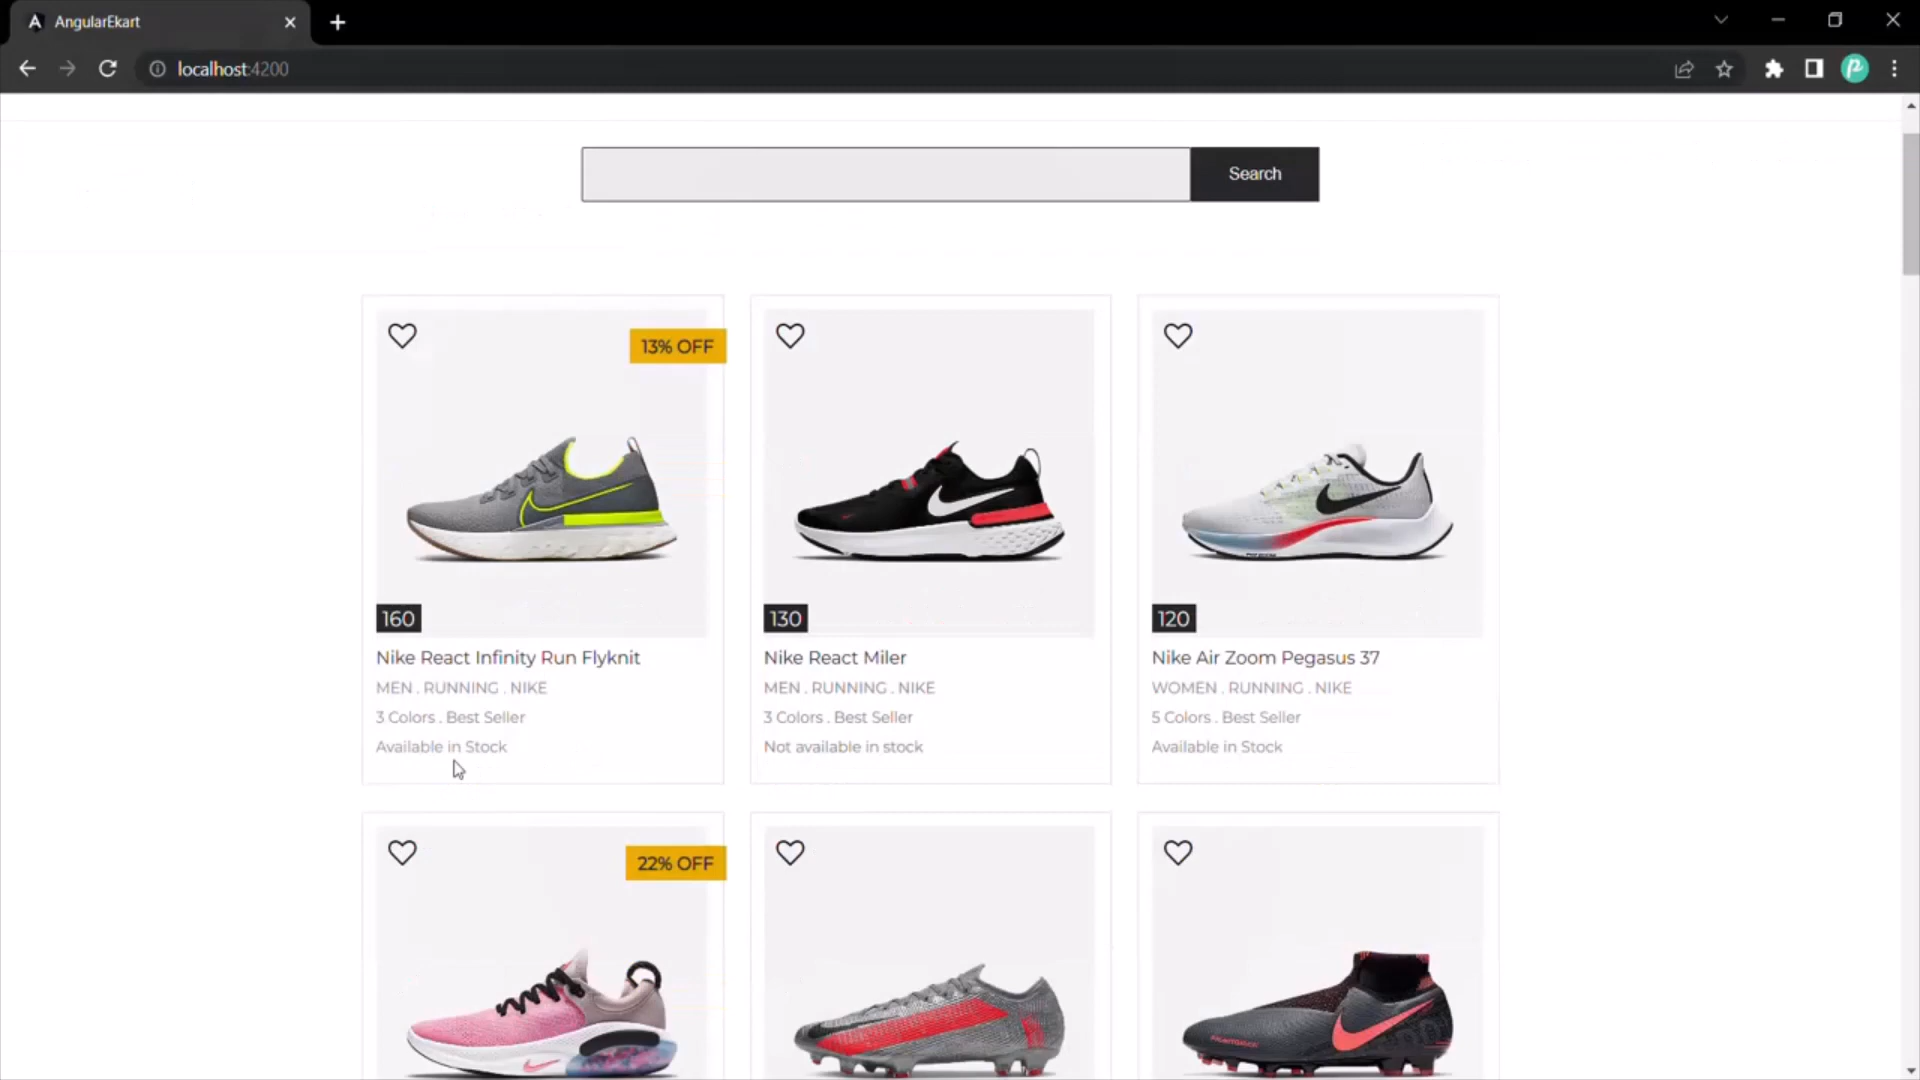 AngularEkart
localhost:4200
Search
13% OFF
160
130
120
Nike React Infinity Run Flyknit
Nike React Miler
Nike Air Zoom Pegasus 37
MEN . RUNNING . NIKE
MEN . RUNNING . NIKE
WOMEN . RUNNING . NIKE
3 Colors . Best Seller
3 Colors . Best Seller
5 Colors . Best Seller
Available in Stock
Not available in stock
Available in Stock
22% OFF